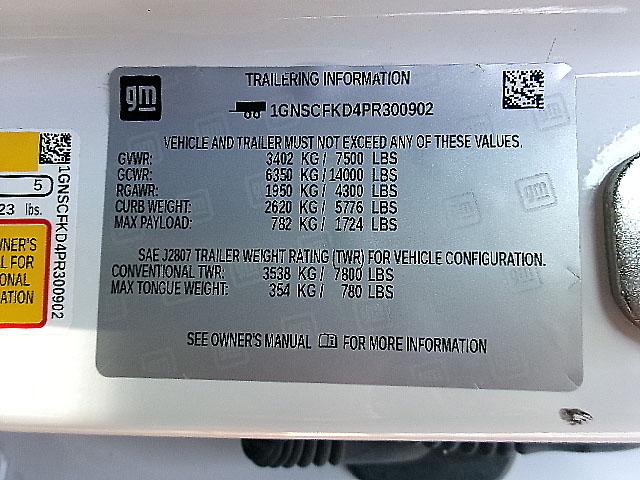 gm
TRAILERING INFORMATION
1GNSCFKD4PR300902
VEHICLE AND TRAILER MUST NOT EXCEED ANY OF THESE VALUES.
GVWR: 3402 KG / 7500 LBS
GCWR: 6350 KG / 14000 LBS
RGAWR: 1950 KG / 4300 LBS
CURB WEIGHT: 2620 KG / 5776 LBS
MAX PAYLOAD: 782 KG / 1724 LBS
SAE J2807 TRAILER WEIGHT RATING (TWR) FOR VEHICLE CONFIGURATION.
CONVENTIONAL TWR: 3538 KG / 7800 LBS
MAX TONGUE WEIGHT: 354 KG / 780 LBS
SEE OWNER'S MANUAL FOR MORE INFORMATION
5
23 lbs.
1GNSCFKD4PR300902
FOR